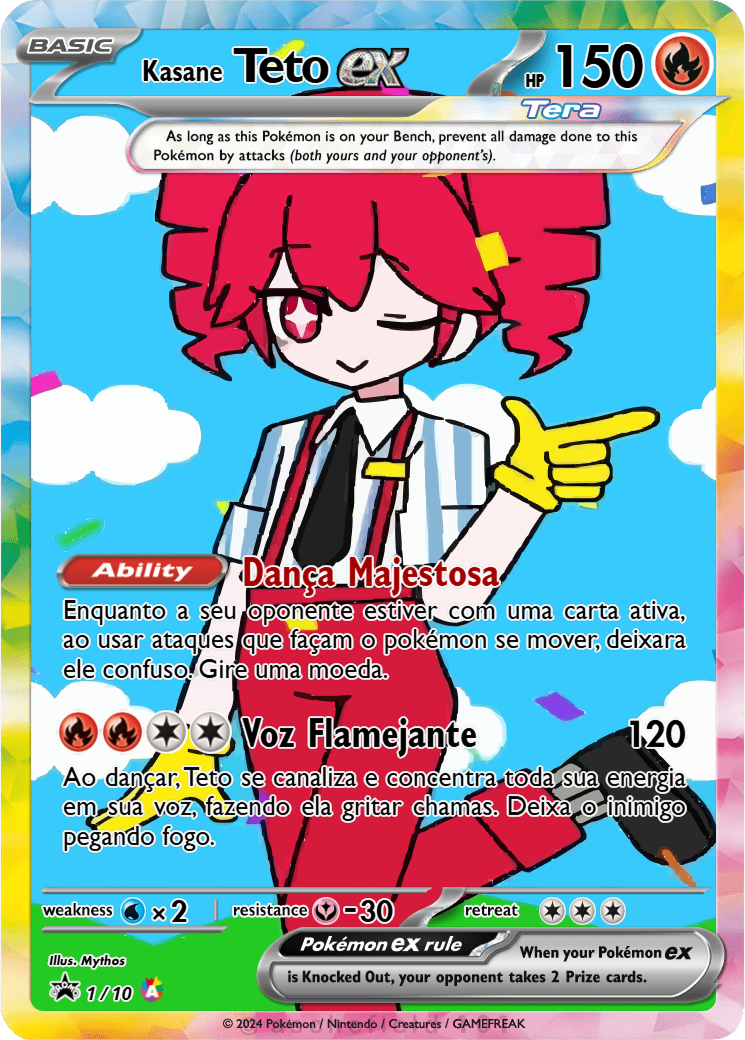 BASIC
Kasane Teto ex HP 150
Tera
As long as this Pokémon is on your Bench, prevent all damage done to this
Pokémon by attacks (both yours and your opponent's).
Ability Dança Majestosa
Enquanto a seu oponente estiver com uma carta ativa,
ao usar ataques que façam o pokémon se mover, deixara
ele confuso. Gire uma moeda.
Voz Flamejante 120
Ao dançar, Teto se canaliza e concentra toda sua energia
em sua voz, fazendo ela gritar chamas. Deixa o inimigo
pegando fogo.
weakness ×2 resistance -30 retreat
Illus. Mythos
Pokémon ex rule
When your Pokémon ex
is Knocked Out, your opponent takes 2 Prize cards.
1 / 10 A
© 2024 Pokémon / Nintendo / Creatures / GAMEFREAK